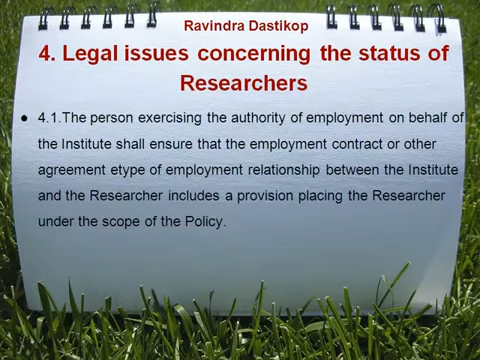 Ravindra Dastikop
4. Legal issues concerning the status of
Researchers
● 4.1.The person exercising the authority of employment on behalf of
the Institute shall ensure that the employment contract or other
agreement etype of employment relationship between the Institute
and the Researcher includes a provision placing the Researcher
under the scope of the Policy.